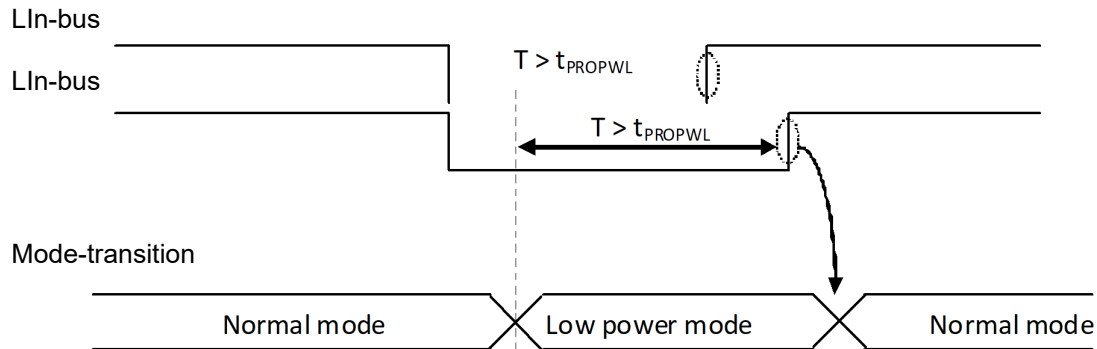 LIn-bus
T > tPROPWL
LIn-bus
T > tPROPWL
Mode-transition
Normal mode
Low power mode
Normal mode